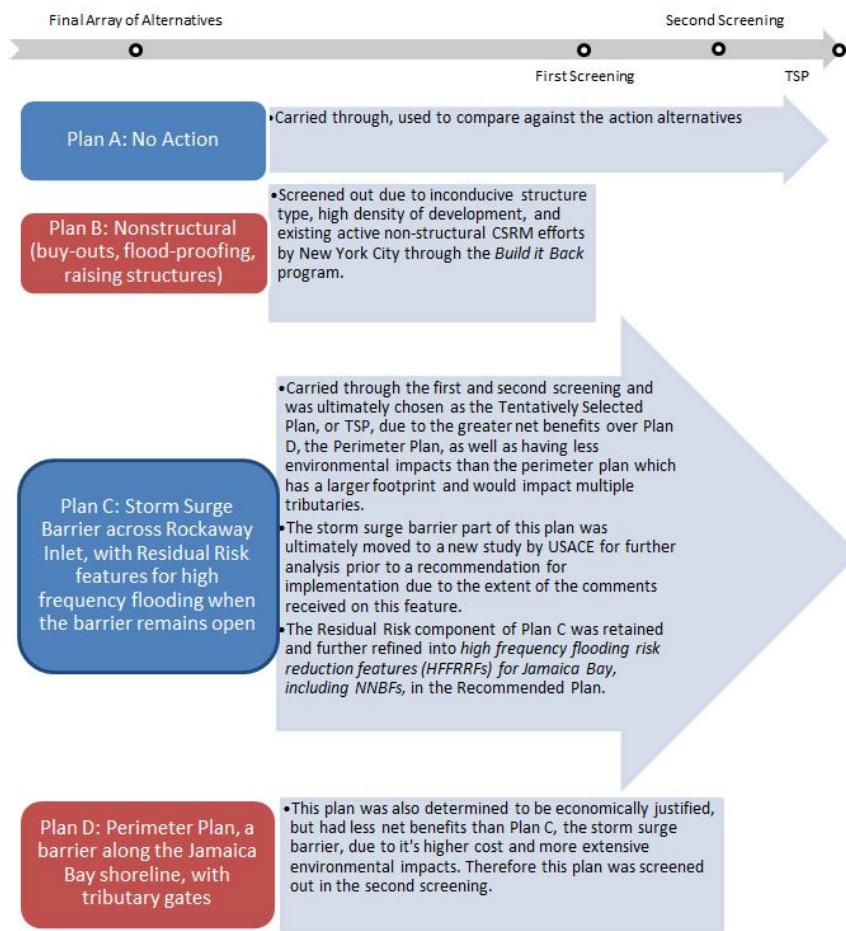 Final Array of Alternatives
Second Screening
First Screening
TSP
Plan A: No Action
•Carried through, used to compare against the action alternatives
Plan B: Nonstructural
(buy-outs, flood-proofing,
raising structures)
•Screened out due to inconducive structure
type, high density of development, and
existing active non-structural CSRM efforts
by New York City through the Build it Back
program.
Plan C: Storm Surge
Barrier across Rockaway
Inlet, with Residual Risk
features for high
frequency flooding when
the barrier remains open
•Carried through the first and second screening and
was ultimately chosen as the Tentatively Selected
Plan, or TSP, due to the greater net benefits over Plan
D, the Perimeter Plan, as well as having less
environmental impacts than the perimeter plan which
has a larger footprint and would impact multiple
tributaries.
•The storm surge barrier part of this plan was
ultimately moved to a new study by USACE for further
analysis prior to a recommendation for
implementation due to the extent of the comments
received on this feature.
•The Residual Risk component of Plan C was retained
and further refined into high frequency flooding risk
reduction features (HFFRRFs) for Jamaica Bay,
including NNBFs, in the Recommended Plan.
Plan D: Perimeter Plan, a
barrier along the Jamaica
Bay shoreline, with
tributary gates
•This plan was also determined to be economically justified,
but had less net benefits than Plan C, the storm surge
barrier, due to it's higher cost and more extensive
environmental impacts. Therefore this plan was screened
out in the second screening.